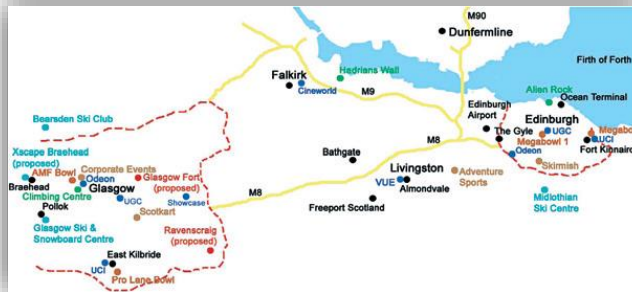 M90
Dunfermline
Firth of Forth
Falkirk
Hadrians Wall
Cineworld
M9
Alien Rock
Ocean Terminal
Bearsden Ski Club
Edinburgh
Airport
Edinburgh
The Gyle
UGC
Megabowl 1
UCI
Fort Kinnaird
M8
Odeon
Skirmish
Xscape Braehead
(proposed)
AMF Bowl
Corporate Events
Odeon
Glasgow Fort
(proposed)
Braehead
Glasgow
Climbing Centre
Bathgate
Livingston
VUE
Almondvale
Adventure
Sports
Pollok
UGC
Showcase
M8
Freeport Scotland
Midlothian
Ski Centre
Scotkart
Glasgow Ski &
Snowboard Centre
Ravenscraig
(proposed)
East Kilbride
UCI
Pro Lane Bowl